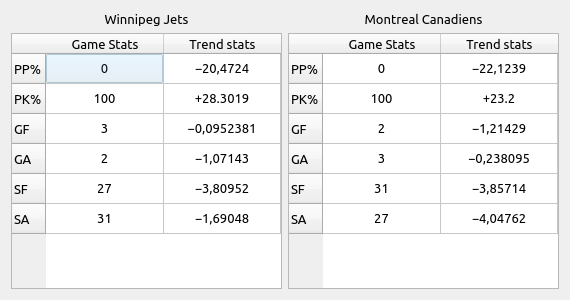 Winnipeg Jets Montreal Canadiens
Game Stats Trend stats Game Stats Trend stats
PP% 0 −20,4724 PP% 0 −22,1239
PK% 100 +28.3019 PK% 100 +23.2
GF 3 −0,0952381 GF 2 −1,21429
GA 2 −1,07143 GA 3 −0,238095
SF 27 −3,80952 SF 31 −3,85714
SA 31 −1,69048 SA 27 −4,04762